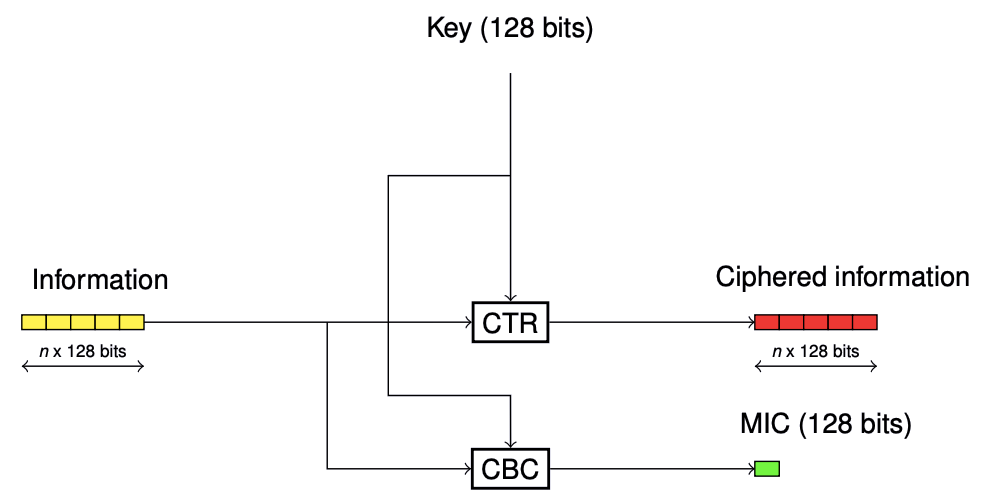 Key (128 bits)
Information
Ciphered information
CTR
n x 128 bits
n x 128 bits
MIC (128 bits)
CBC